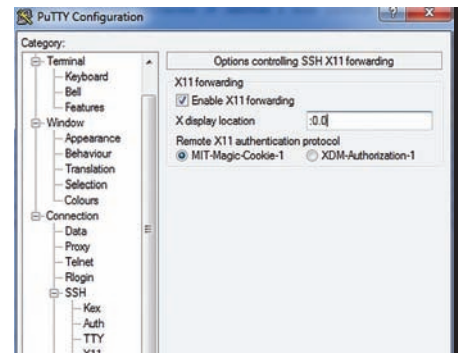 PuTTY Configuration
?
X
Category:
Terminal
Keyboard
Bell
Features
Window
Appearance
Behaviour
Translation
Selection
Colours
Connection
Data
Proxy
Telnet
Rlogin
SSH
Kex
Auth
TTY
X11
Options controlling SSH X11 forwarding
X11 forwarding
Enable X11 forwarding
X display location :0.0
Remote X11 authentication protocol
MIT-Magic-Cookie-1 XDM-Authorization-1